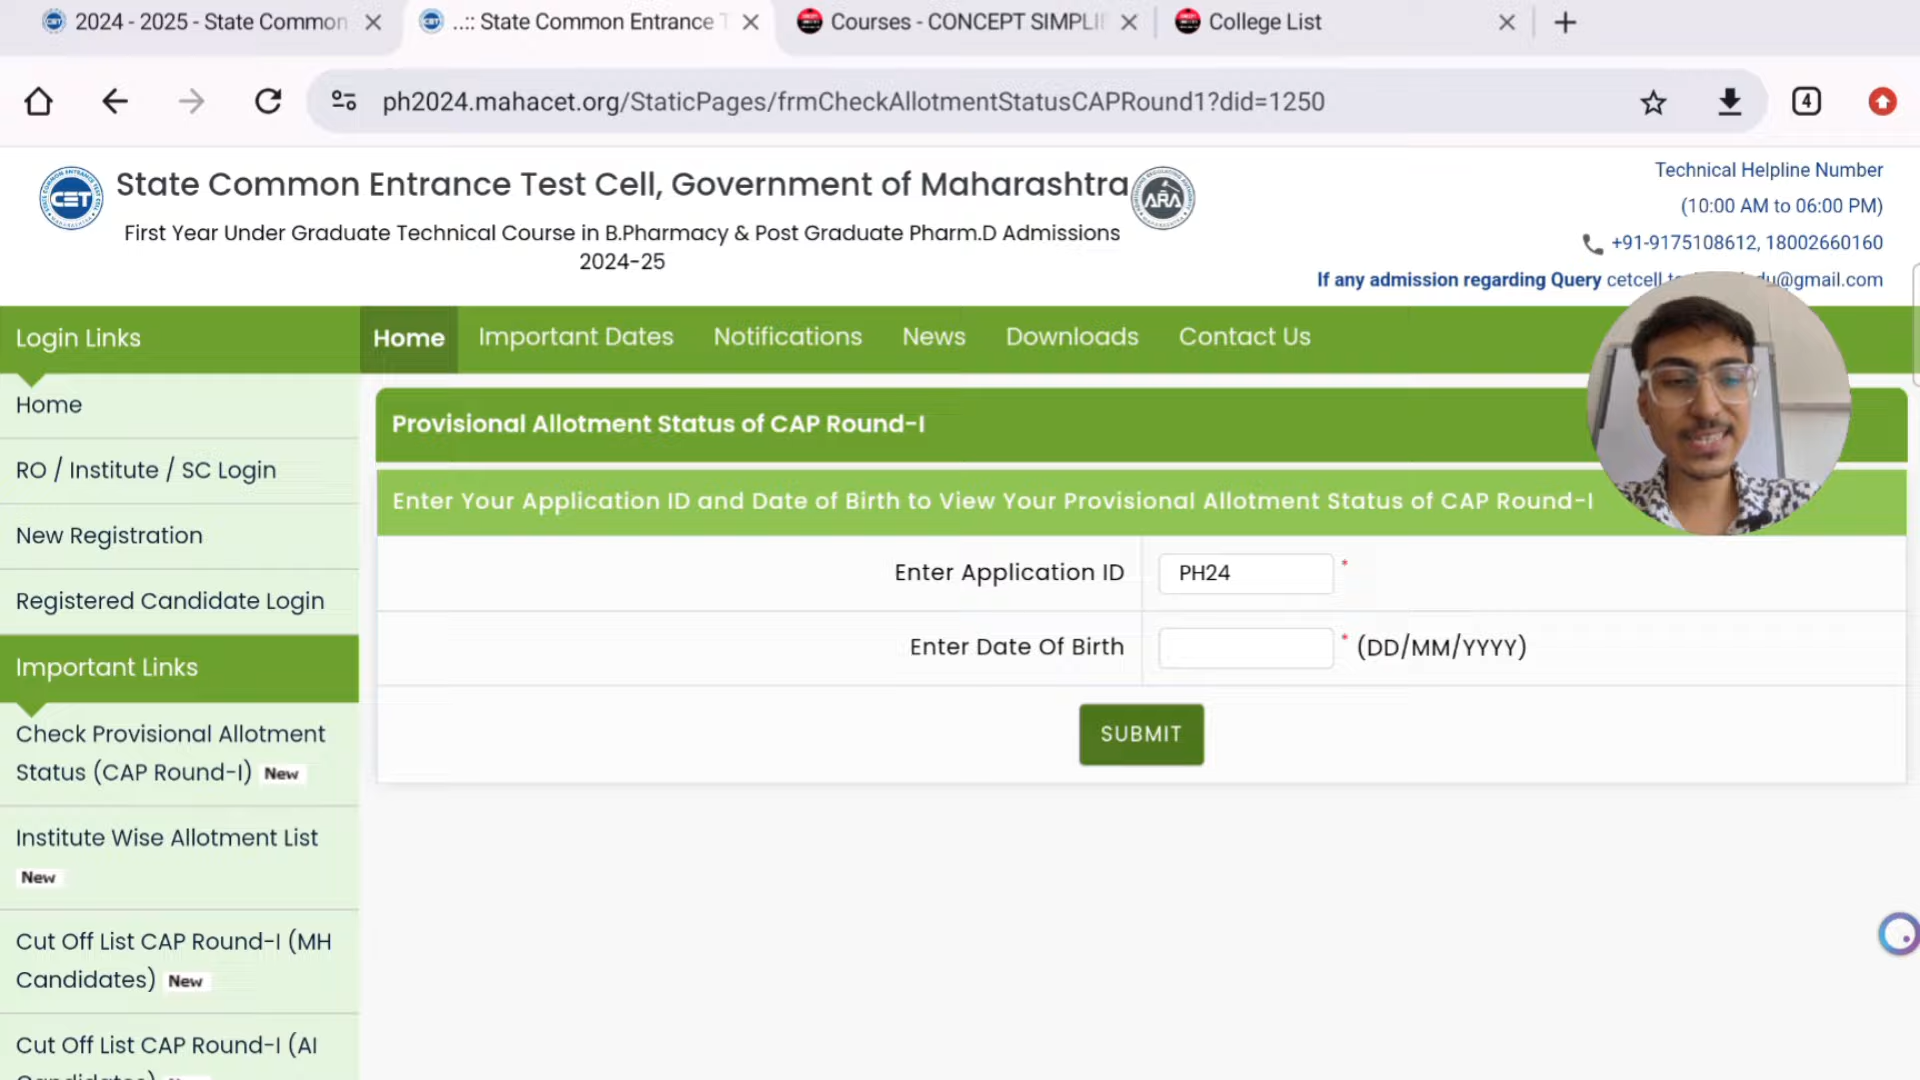 2024 - 2025 - State Common
..:: State Common Entrance T
Courses - CONCEPT SIMPLI
College List
ph2024.mahacet.org/StaticPages/frmCheckAllotmentStatusCAPRound1?did=1250
4
CET
State Common Entrance Test Cell, Government of Maharashtra
ARA
First Year Under Graduate Technical Course in B.Pharmacy & Post Graduate Pharm.D Admissions
2024-25
Technical Helpline Number
(10:00 AM to 06:00 PM)
+91-9175108612, 18002660160
If any admission regarding Query
@gmail.com
Login Links
Home
Important Dates
Notifications
News
Downloads
Contact Us
Home
RO / Institute / SC Login
New Registration
Registered Candidate Login
Important Links
Check Provisional Allotment
Status (CAP Round-I) New
Institute Wise Allotment List
New
Cut Off List CAP Round-I (MH
Candidates) New
Cut Off List CAP Round-I (AI
Provisional Allotment Status of CAP Round-I
Enter Your Application ID and Date of Birth to View Your Provisional Allotment Status of CAP Round-I
Enter Application ID
PH24 *
Enter Date Of Birth
* (DD/MM/YYYY)
SUBMIT